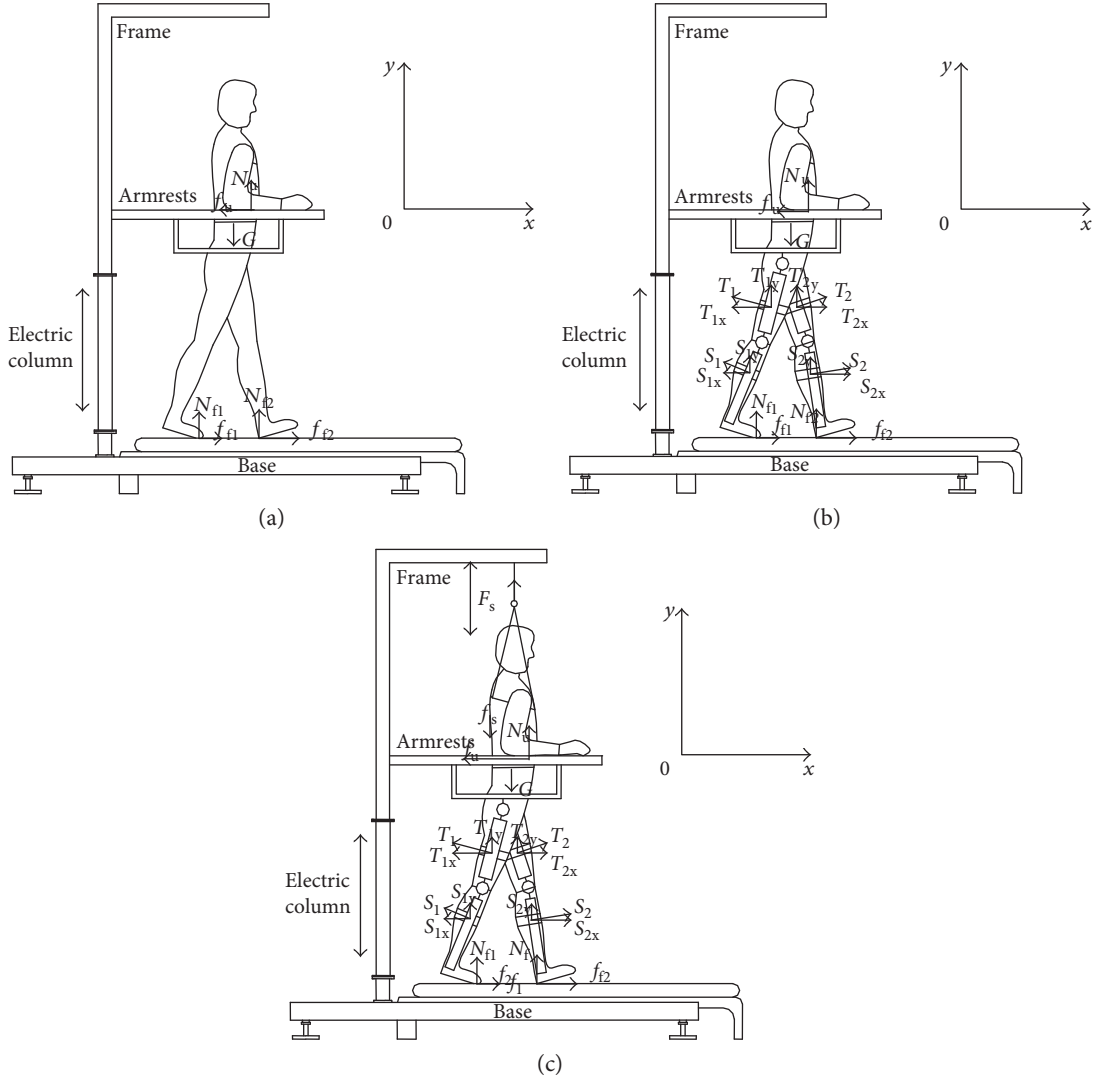 Frame
y
Armrests
N_u
f_u
0
x
G
Electric
column
N_f1
N_f2
f_f1
f_f2
Base
(a)
Frame
y
N_u
Armrests
f_u
0
x
G
T_1
T_1y
T_2y
T_2
T_1x
T_2x
Electric
column
S_1
S_1y
S_2y
S_2
S_1x
S_2x
N_f1
N_f2
f_f1
f_f2
Base
(b)
Frame
F_s
y
f_s
N_u
Armrests
f_u
0
x
G
T_1
T_1y
T_2y
T_2
T_1x
T_2x
Electric
column
S_1
S_1y
S_2y
S_2
S_1x
S_2x
N_f1
N_f
f_2
f_1
f_f2
Base
(c)